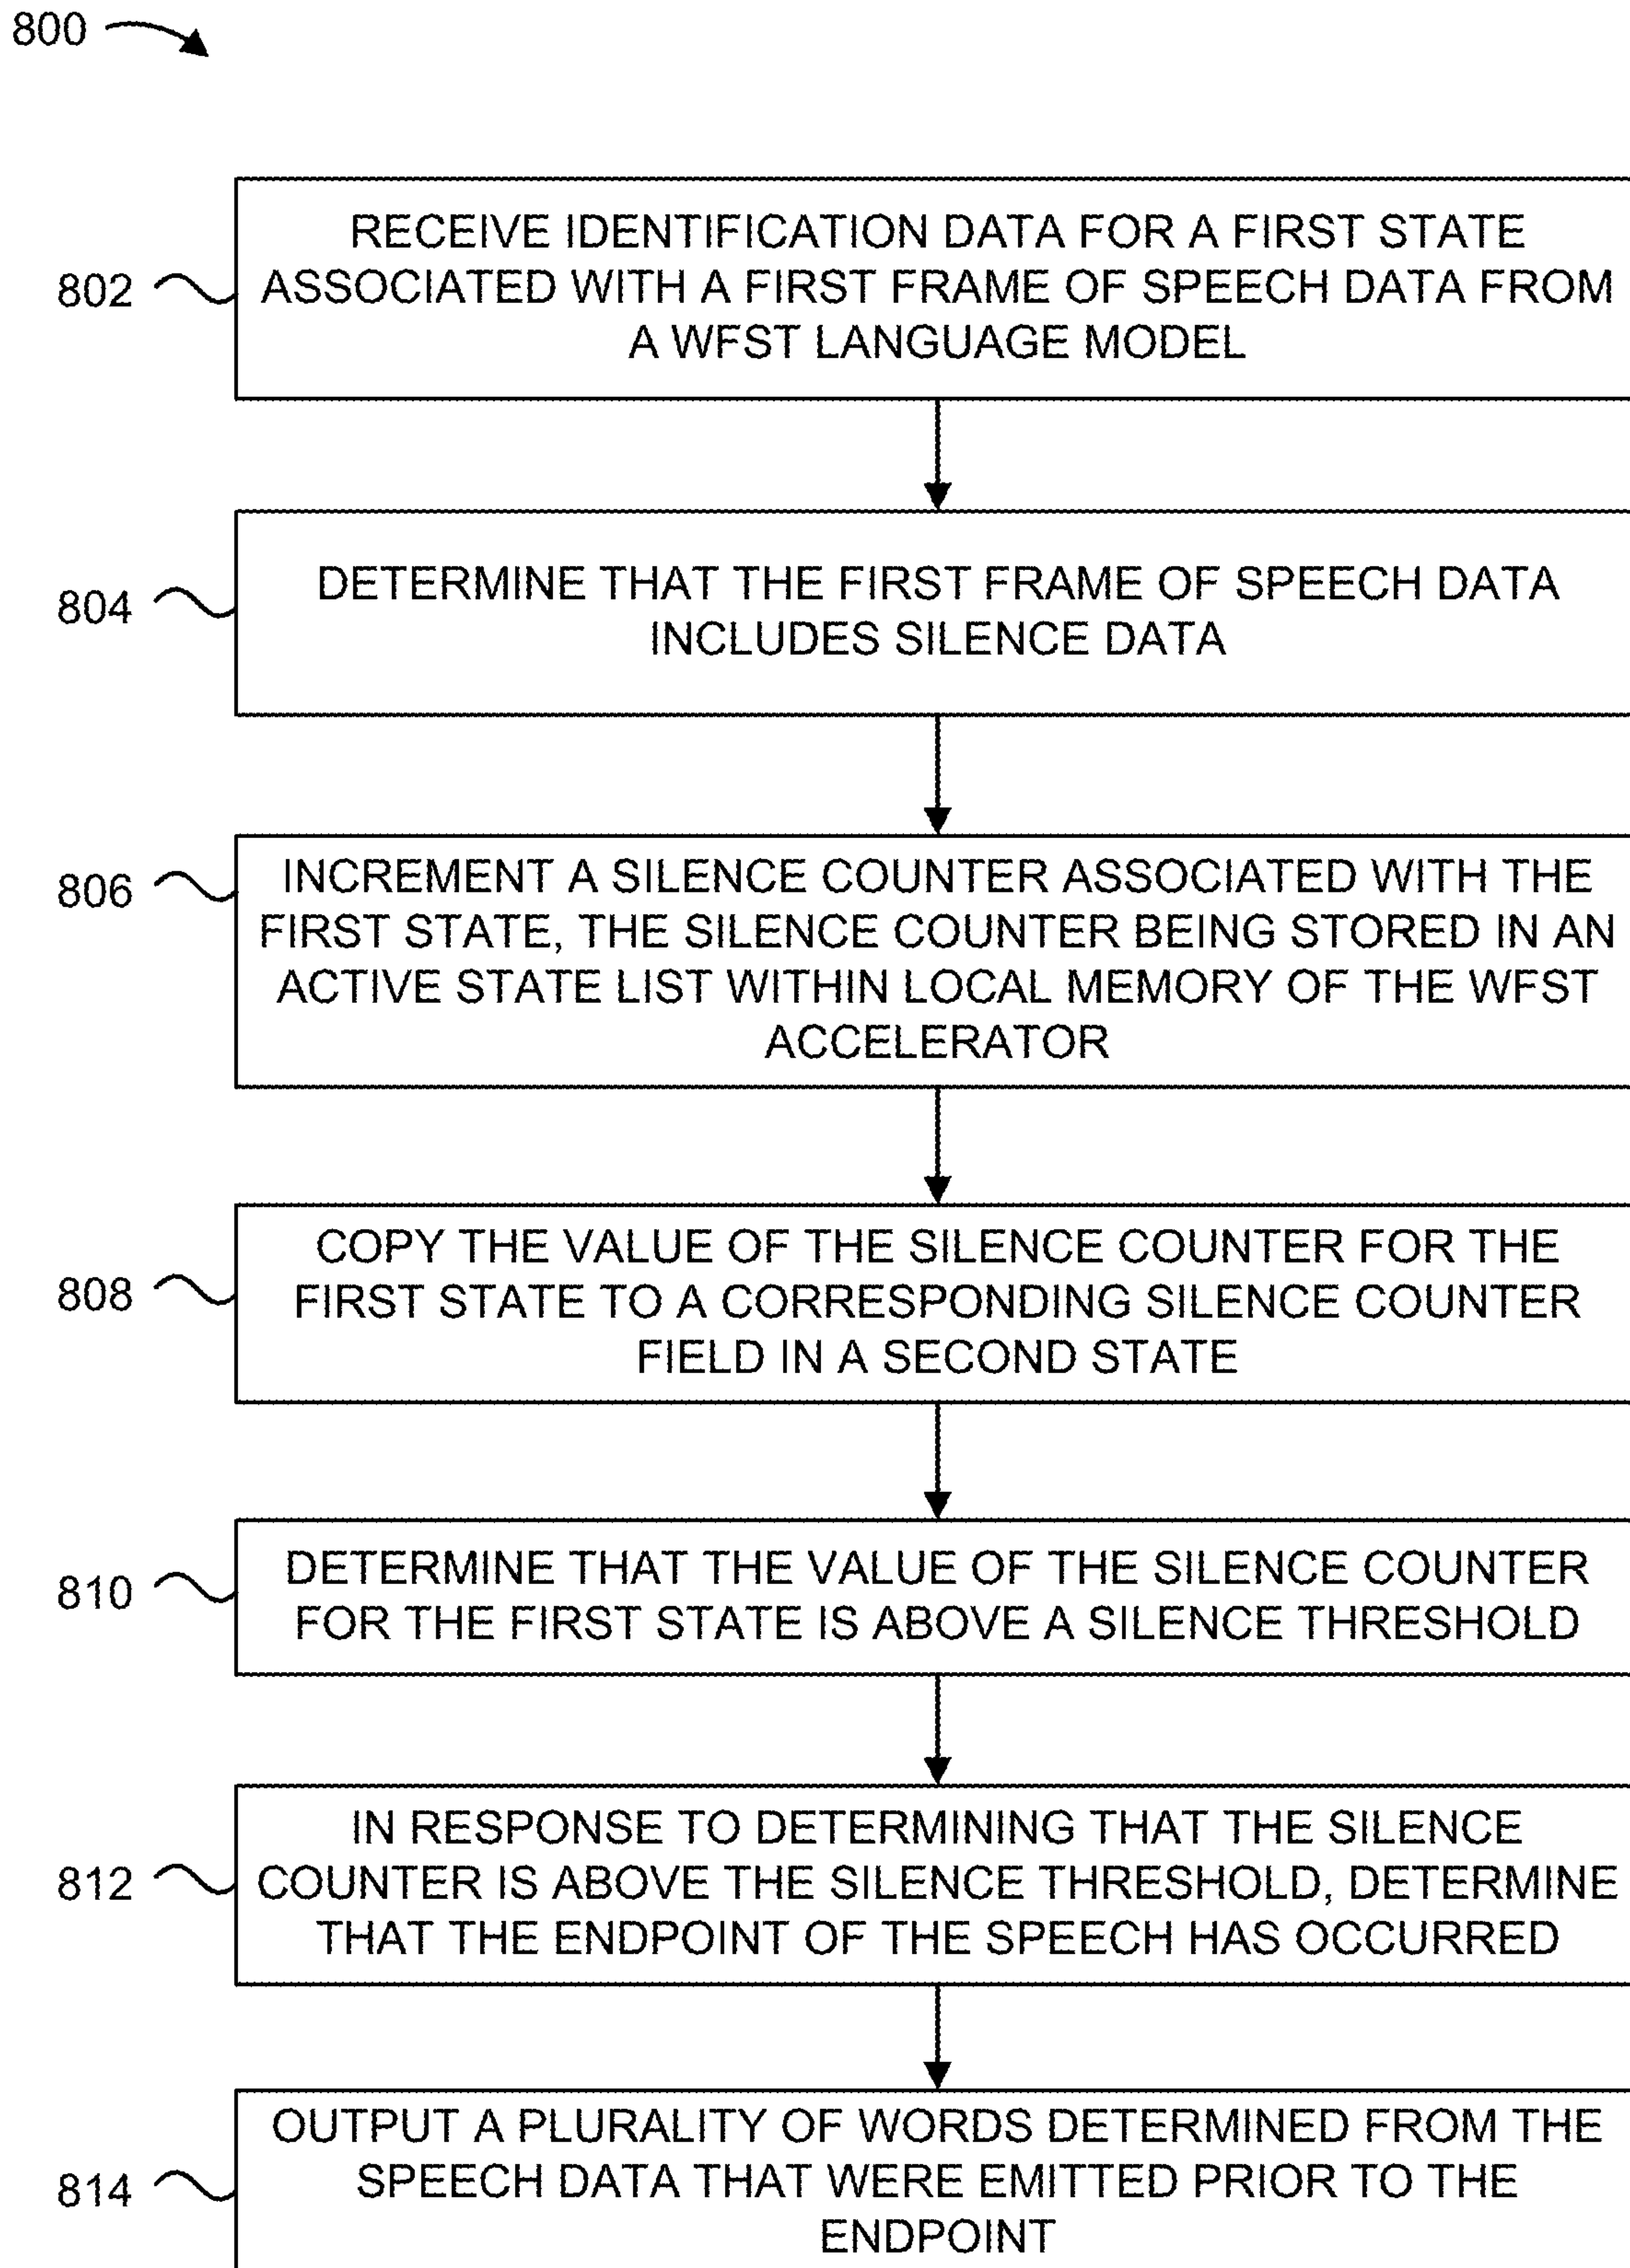 800
802
RECEIVE IDENTIFICATION DATA FOR A FIRST STATE
ASSOCIATED WITH A FIRST FRAME OF SPEECH DATA FROM
A WFST LANGUAGE MODEL
804
DETERMINE THAT THE FIRST FRAME OF SPEECH DATA
INCLUDES SILENCE DATA
806
INCREMENT A SILENCE COUNTER ASSOCIATED WITH THE
FIRST STATE, THE SILENCE COUNTER BEING STORED IN AN
ACTIVE STATE LIST WITHIN LOCAL MEMORY OF THE WFST
ACCELERATOR
808
COPY THE VALUE OF THE SILENCE COUNTER FOR THE
FIRST STATE TO A CORRESPONDING SILENCE COUNTER
FIELD IN A SECOND STATE
810
DETERMINE THAT THE VALUE OF THE SILENCE COUNTER
FOR THE FIRST STATE IS ABOVE A SILENCE THRESHOLD
812
IN RESPONSE TO DETERMINING THAT THE SILENCE
COUNTER IS ABOVE THE SILENCE THRESHOLD, DETERMINE
THAT THE ENDPOINT OF THE SPEECH HAS OCCURRED
814
OUTPUT A PLURALITY OF WORDS DETERMINED FROM THE
SPEECH DATA THAT WERE EMITTED PRIOR TO THE
ENDPOINT